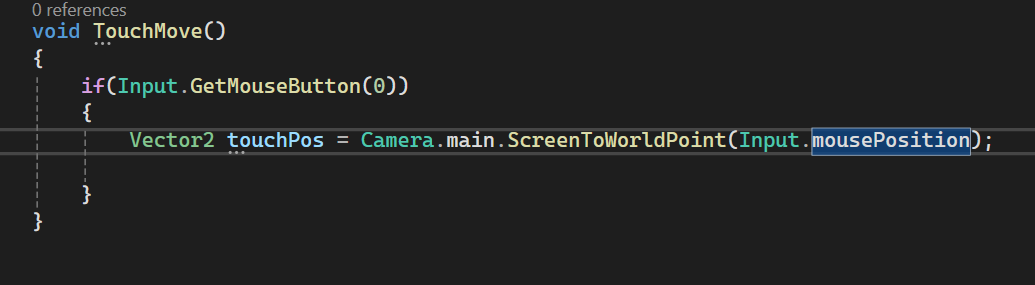 0 references
void TouchMove()
{
if(Input.GetMouseButton(0))
{
Vector2 touchPos = Camera.main.ScreenToWorldPoint(Input.mousePosition);
}
}